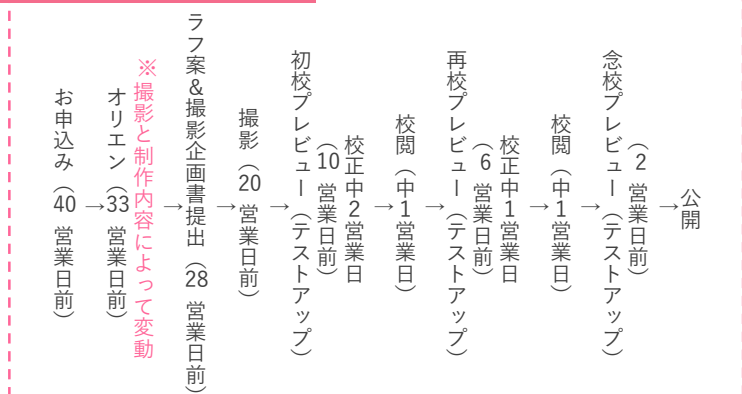 お申込み（40 営業日前）
→
オリエン（33 営業日前）
※撮影と制作内容によって変動
→
ラフ案＆撮影企画書提出（28 営業日前）
→
撮影（20 営業日前）
→
初校プレビュー（テストアップ）
（10 営業日前）
校正中2営業日
→
校閲（中1営業日）
→
再校プレビュー（テストアップ）
（6 営業日前）
校正中1営業日
→
校閲（中1営業日）
→
念校プレビュー（テストアップ）
（2 営業日前）
→
公開